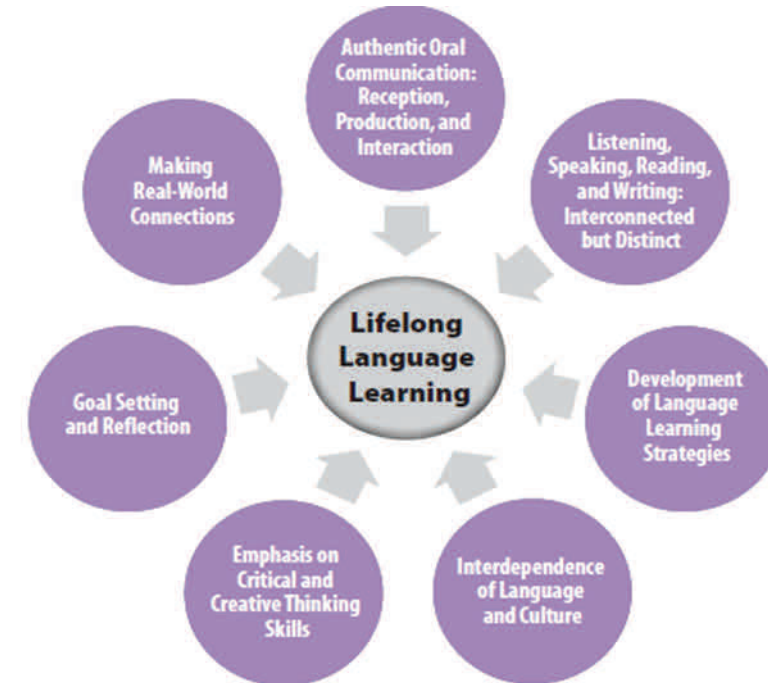 Authentic Oral
Communication:
Reception,
Production, and
Interaction
Listening,
Speaking, Reading,
and Writing:
Interconnected
but Distinct
Development
of Language
Learning
Strategies
Interdependence
of Language
and Culture
Emphasis on
Critical and
Creative Thinking
Skills
Goal Setting
and Reflection
Making
Real-World
Connections
Lifelong
Language
Learning